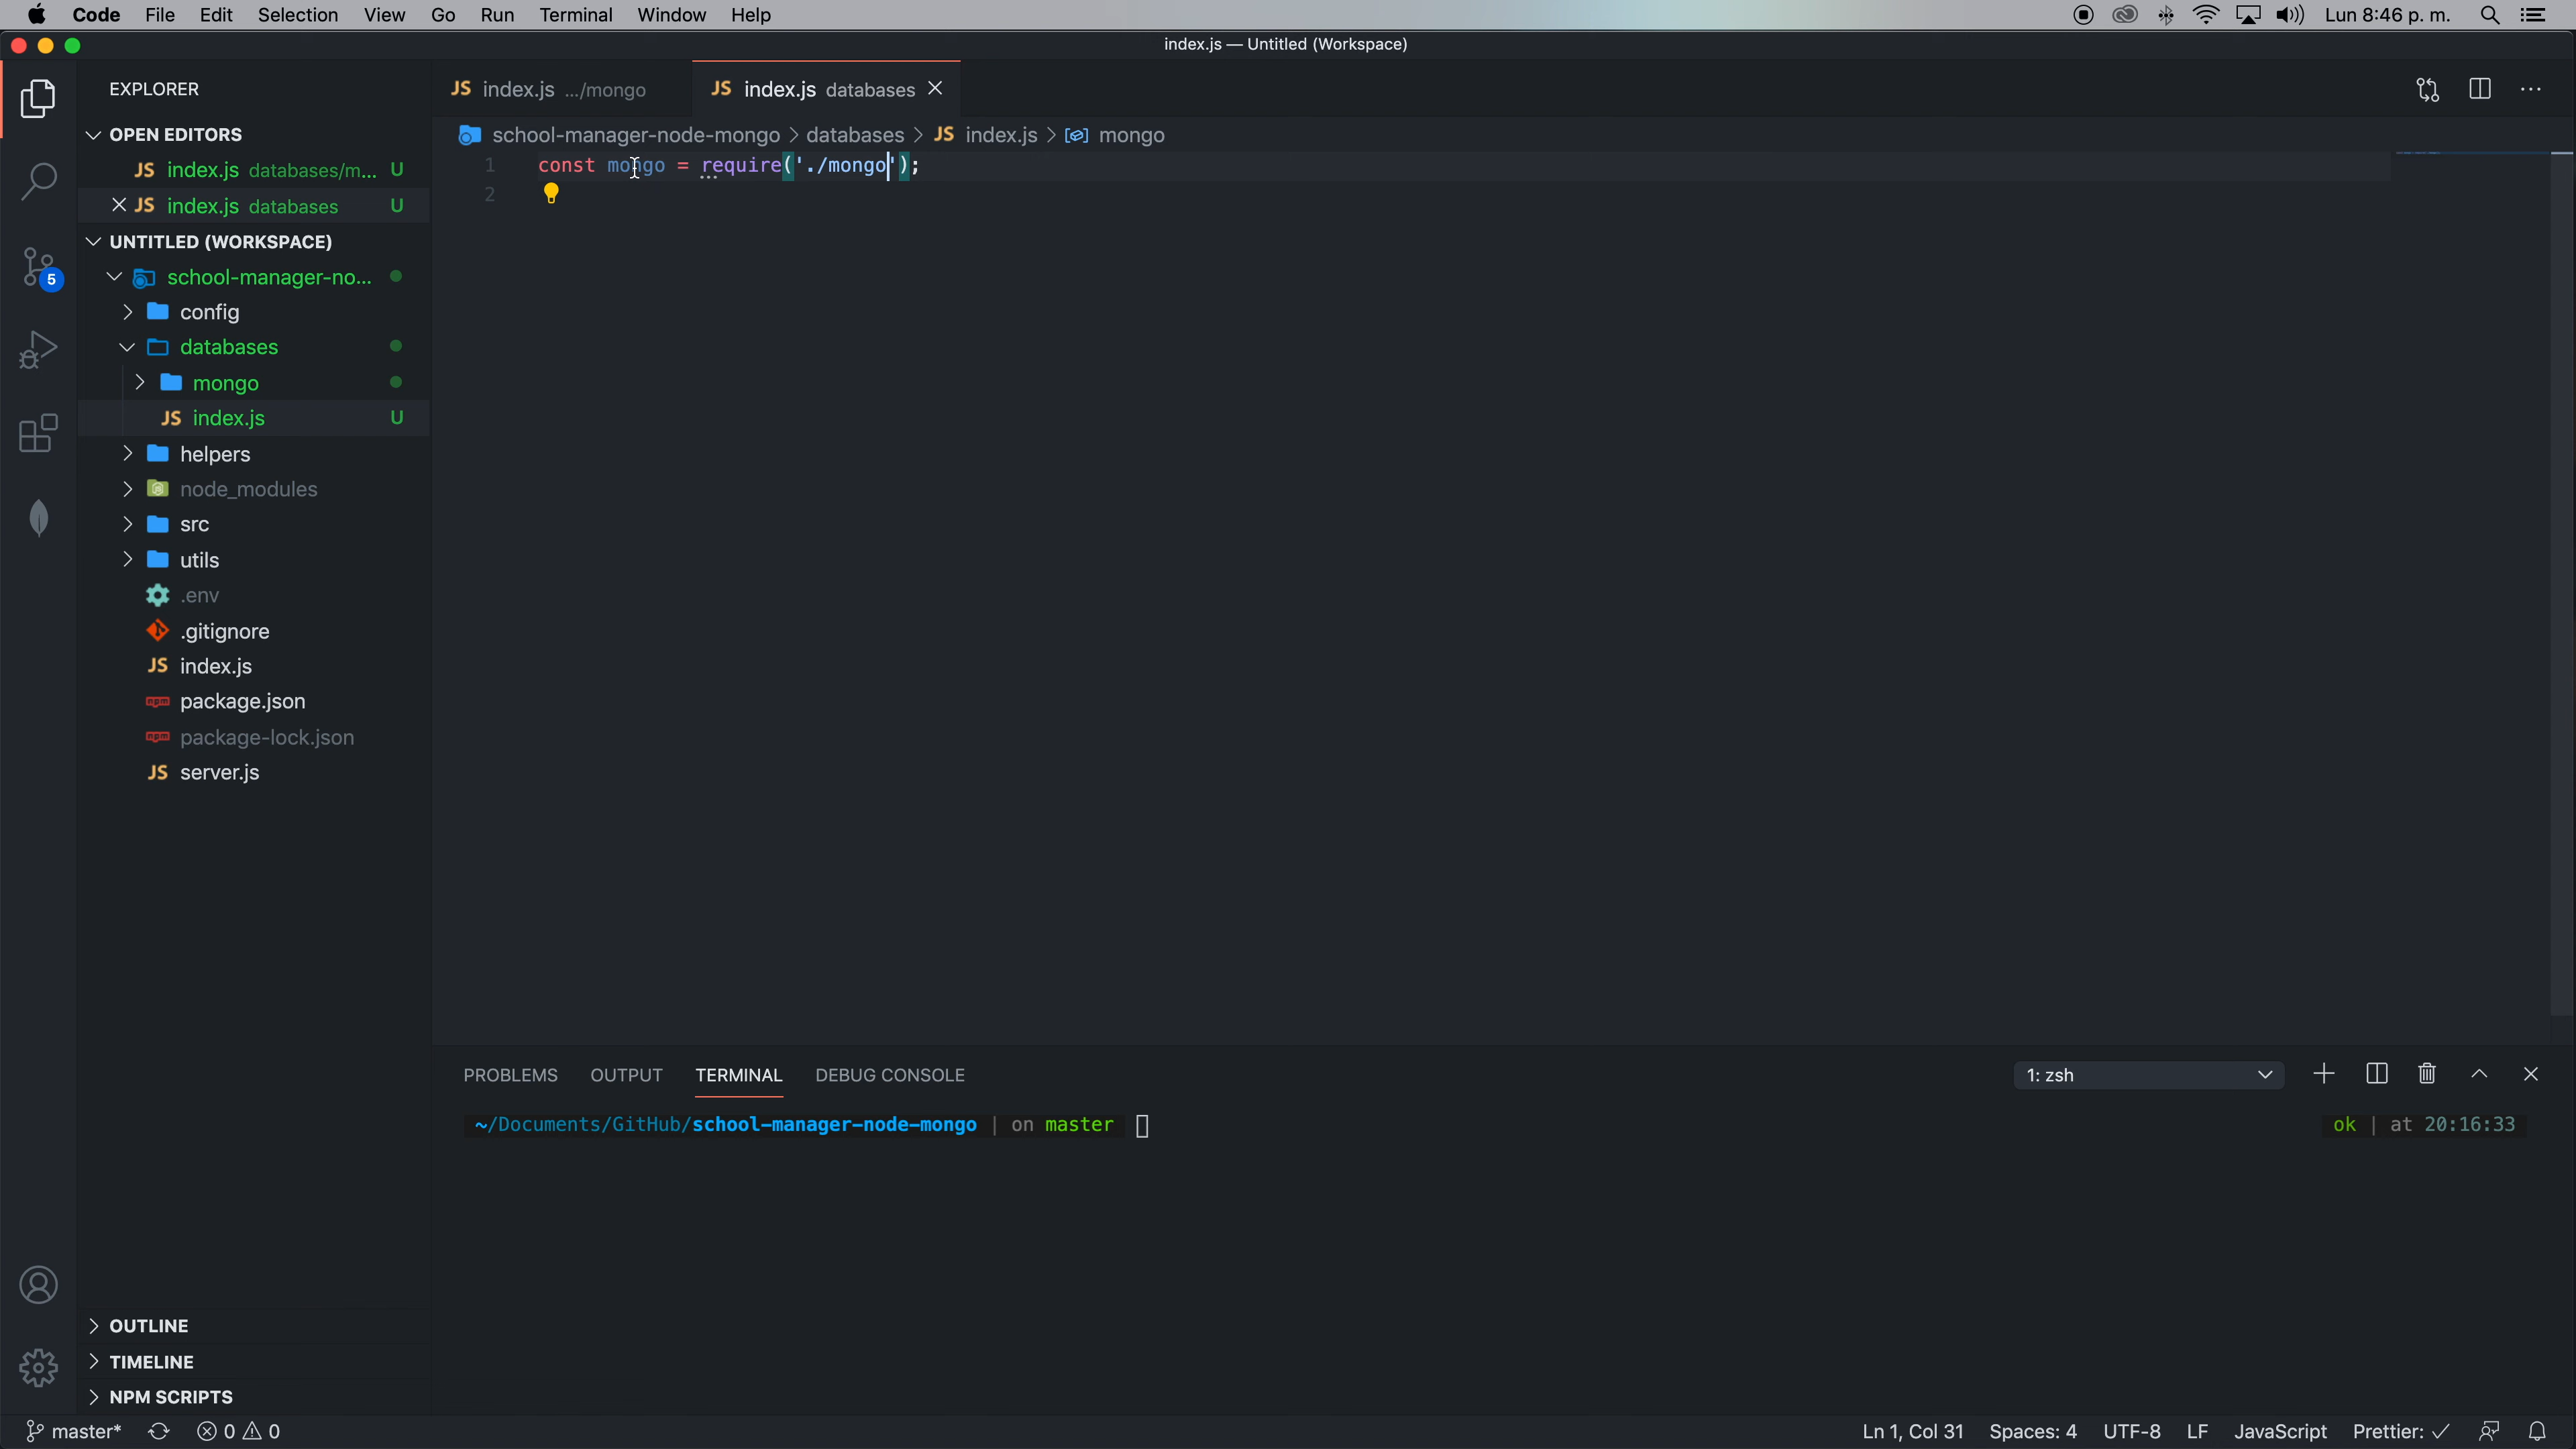 Code File Edit Selection View Go Run Terminal Window Help Lun 8:46 p. m.
index.js — Untitled (Workspace)
EXPLORER
JS index.js .../mongo JS index.js databases
OPEN EDITORS
school-manager-node-mongo > databases > JS index.js > mongo
JS index.js databases/m... U
1 const mongo = require('./mongo');
2
JS index.js databases U
UNTITLED (WORKSPACE)
school-manager-no...
5
config
databases
mongo
JS index.js U
helpers
node_modules
src
utils
.env
.gitignore
JS index.js
npm package.json
npm package-lock.json
JS server.js
PROBLEMS OUTPUT TERMINAL DEBUG CONSOLE 1: zsh
~/Documents/GitHub/school-manager-node-mongo | on master ok | at 20:16:33
OUTLINE
TIMELINE
NPM SCRIPTS
master* 0 0 Ln 1, Col 31 Spaces: 4 UTF-8 LF JavaScript Prettier: ✓